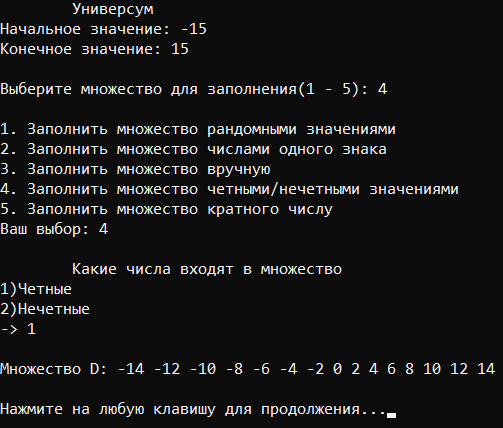 Универсум
Начальное значение: -15
Конечное значение: 15
Выберите множество для заполнения(1 - 5): 4
1. Заполнить множество рандомными значениями
2. Заполнить множество числами одного знака
3. Заполнить множество вручную
4. Заполнить множество четными/нечетными значениями
5. Заполнить множество кратного числу
Ваш выбор: 4
Какие числа входят в множество
1)Четные
2)Нечетные
-> 1
Множество D: -14 -12 -10 -8 -6 -4 -2 0 2 4 6 8 10 12 14
Нажмите на любую клавишу для продолжения...